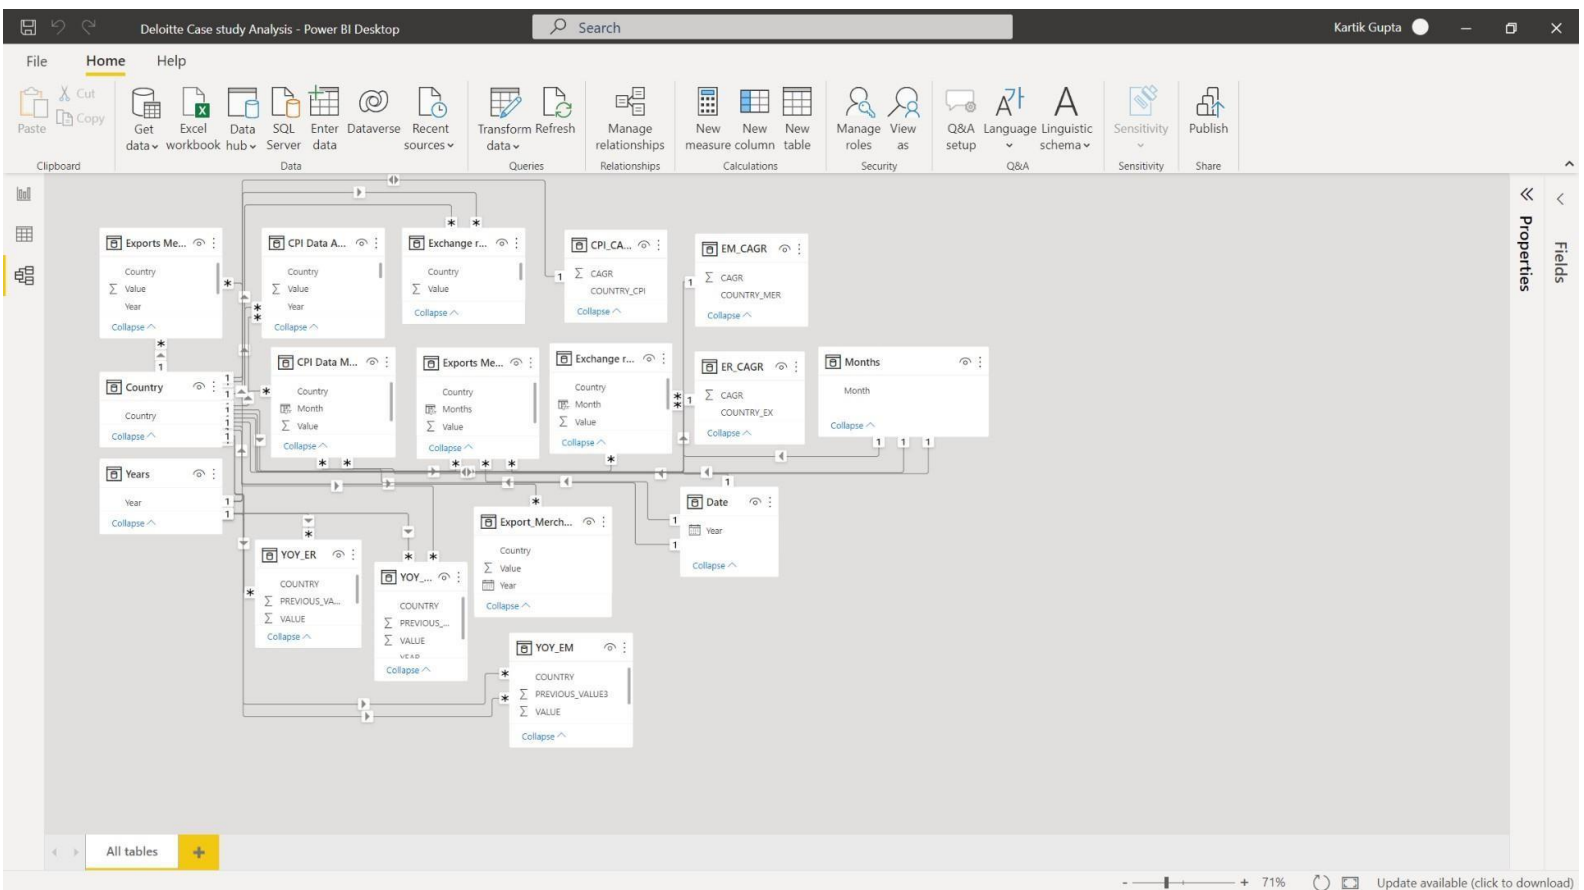 Deloitte Case study Analysis - Power BI Desktop
Search
Kartik Gupta
File Home Help
Paste
Cut
Copy
Get data
Excel workbook
Data hub
SQL Server
Enter data
Dataverse
Recent sources
Transform data
Refresh
Manage relationships
New measure
New column
New table
Manage roles
View as
Q&A setup
Language
Linguistic schema
Sensitivity
Publish
Clipboard
Data
Queries
Relationships
Calculations
Security
Q&A
Sensitivity
Share
Exports Me...
Country
Σ Value
Year
Collapse
CPI Data A...
Country
Σ Value
Year
Collapse
Exchange r...
Country
Σ Value
Collapse
CPI_CA...
Σ CAGR
COUNTRY_CPI
Collapse
EM_CAGR
Σ CAGR
COUNTRY_MER
Collapse
Country
Country
Collapse
CPI Data M...
Country
Month
Σ Value
Collapse
Exports Me...
Country
Months
Σ Value
Collapse
Exchange r...
Country
Month
Σ Value
Collapse
ER_CAGR
Σ CAGR
COUNTRY_EX
Collapse
Months
Month
Collapse
Years
Year
Collapse
YOY_ER
COUNTRY
Σ PREVIOUS_VA...
Σ VALUE
Collapse
YOY_...
COUNTRY
Σ PREVIOUS_...
Σ VALUE
YEAR
Collapse
Export_Merch...
Country
Σ Value
Year
Collapse
Date
Year
Collapse
YOY_EM
COUNTRY
Σ PREVIOUS_VALUE3
Σ VALUE
Collapse
Properties
Fields
All tables
- + 71%
Update available (click to download)